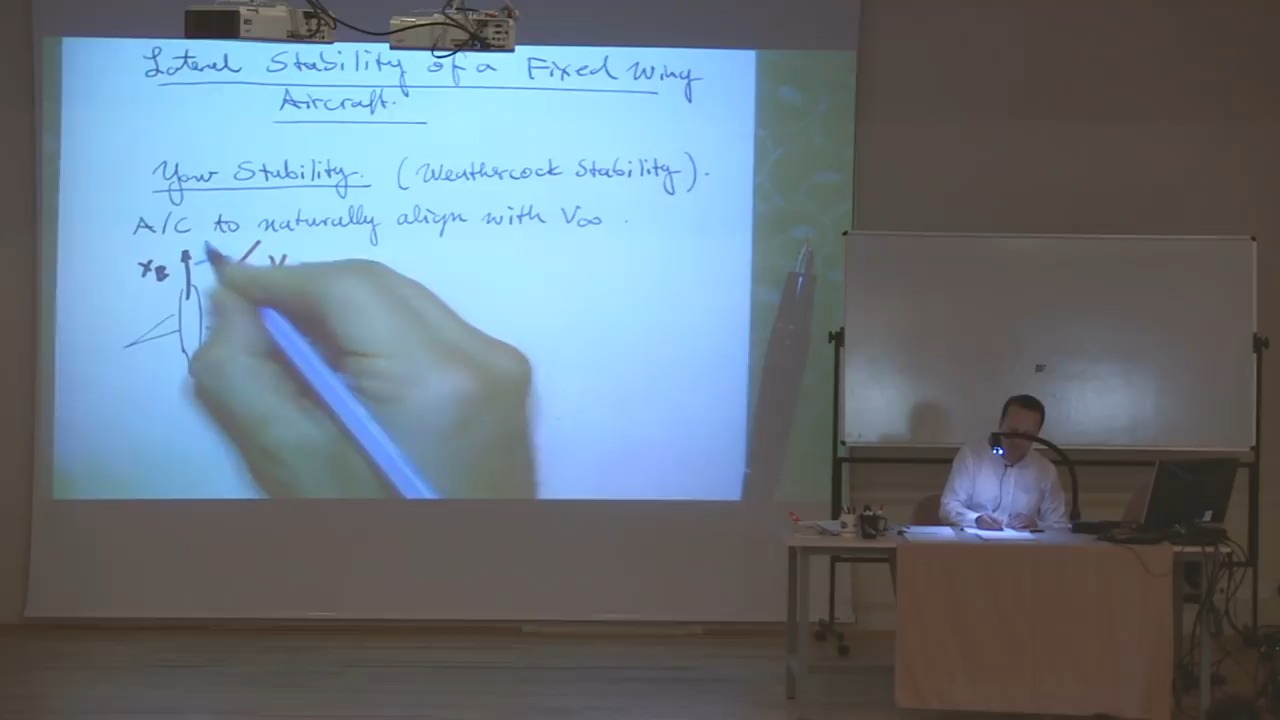 Lateral Stability of a Fixed Wing
Aircraft.
Yaw Stability. (Weathercock Stability).
A/C to naturally align with V∞.
x_B V